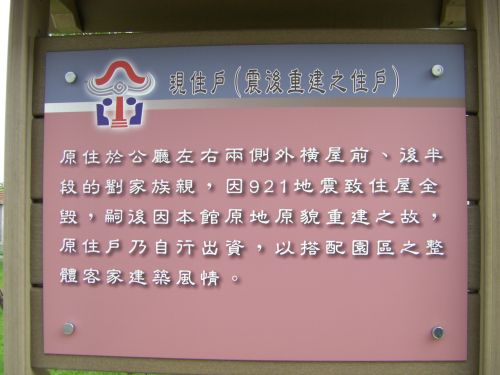 現住戶(震後重建之住戶)
原住於公廳左右兩側外橫屋前、後半
段的劉家族親，因921地震致住屋全
毀，嗣後因本館原地原貌重建之故，
原住戶乃自行出資，以搭配園區之整
體客家建築風情。